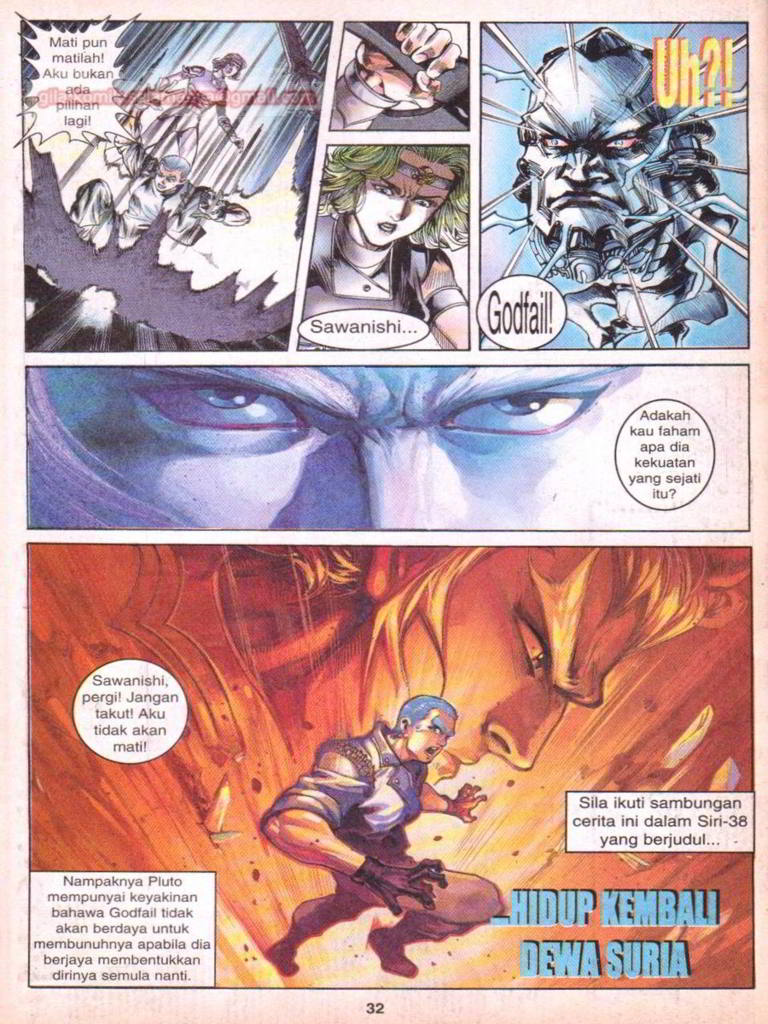 Mati pun
matilah!
Aku bukan
ada
pilihan
lagi!
Uh?!
Sawanishi...
Godfail!
Adakah
kau faham
apa dia
kekuatan
yang sejati
itu?
Sawanishi,
pergi! Jangan
takut! Aku
tidak akan
mati!
Sila ikuti sambungan
cerita ini dalam Siri-38
yang berjudul...
Nampaknya Pluto
mempunyai keyakinan
bahawa Godfail tidak
akan berdaya untuk
membunuhnya apabila dia
berjaya membentukkan
dirinya semula nanti.
...HIDUP KEMBALI
DEWA SURIA
32